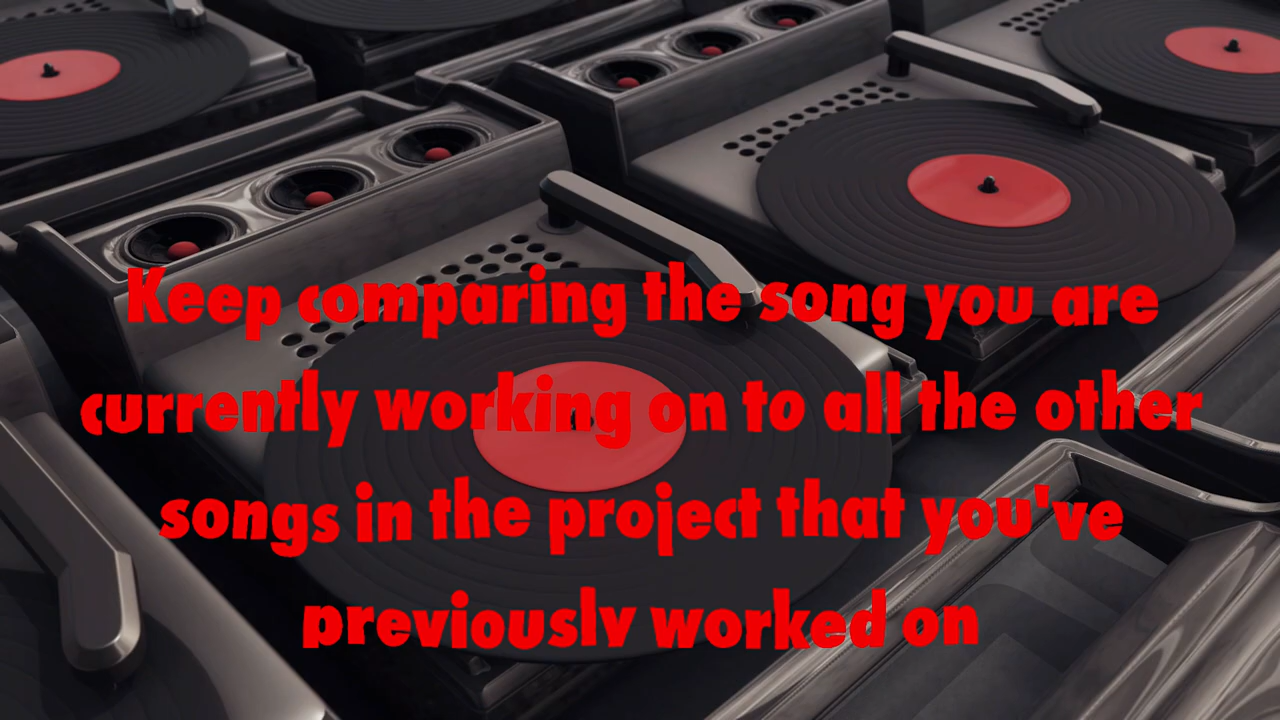 Keep comparing the song you are
currently working on to all the other
songs in the project that you've
previously worked on